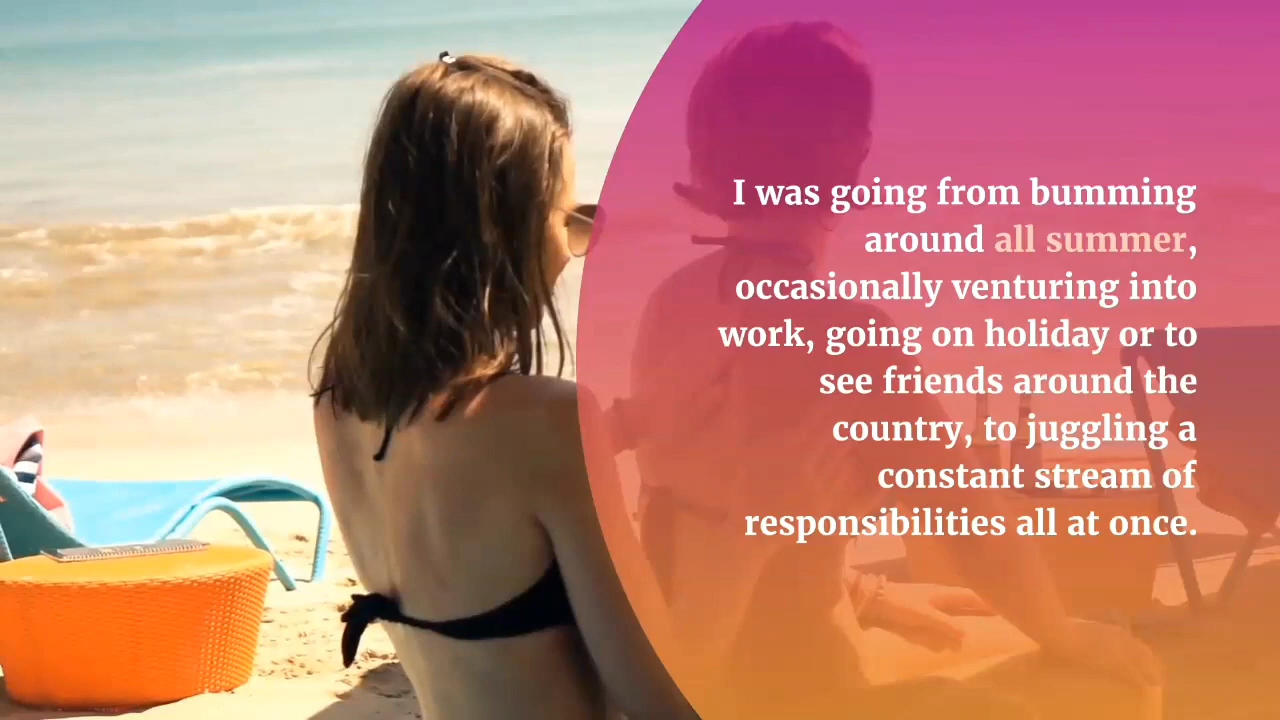 I was going from bumming
around all summer,
occasionally venturing into
work, going on holiday or to
see friends around the
country, to juggling a
constant stream of
responsibilities all at once.